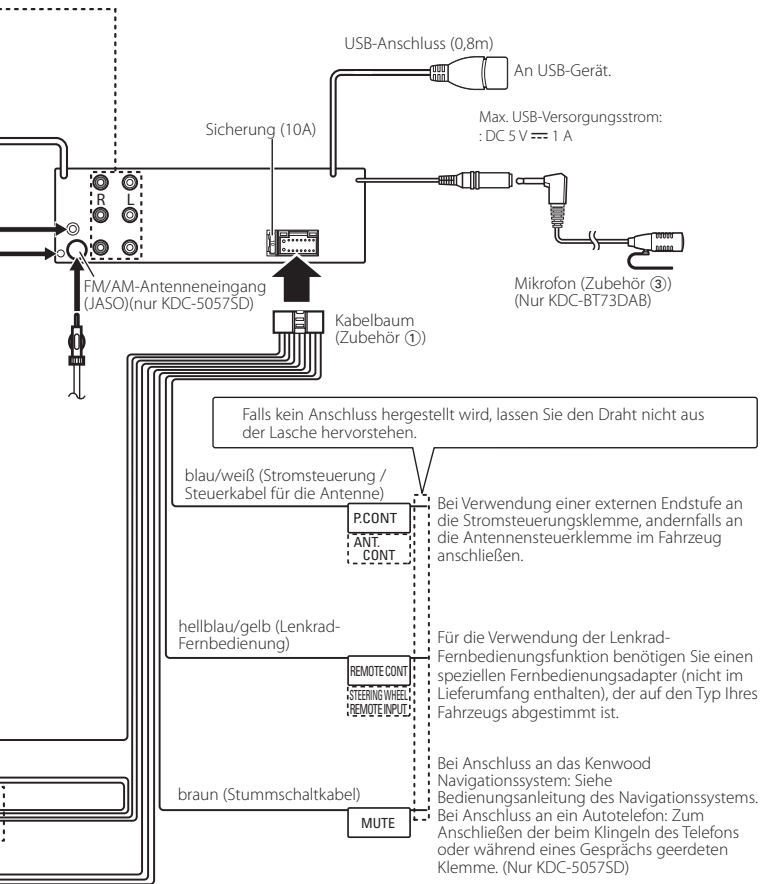 USB-Anschluss (0,8m)
An USB-Gerät.
Sicherung (10A)
Max. USB-Versorgungsstrom:
: DC 5 V ⎓ 1 A
R L
FM/AM-Antenneneingang
(JASO)(nur KDC-5057SD)
Mikrofon (Zubehör ③)
(Nur KDC-BT73DAB)
Kabelbaum
(Zubehör ①)
Falls kein Anschluss hergestellt wird, lassen Sie den Draht nicht aus
der Lasche hervorstehen.
blau/weiß (Stromsteuerung /
Steuerkabel für die Antenne)
P.CONT
ANT.
CONT
Bei Verwendung einer externen Endstufe an
die Stromsteuerungsklemme, andernfalls an
die Antennensteuerklemme im Fahrzeug
anschließen.
hellblau/gelb (Lenkrad-
Fernbedienung)
REMOTE CONT
STEERING WHEEL
REMOTE INPUT
Für die Verwendung der Lenkrad-
Fernbedienungsfunktion benötigen Sie einen
speziellen Fernbedienungsadapter (nicht im
Lieferumfang enthalten), der auf den Typ Ihres
Fahrzeugs abgestimmt ist.
braun (Stummschaltkabel)
MUTE
Bei Anschluss an das Kenwood
Navigationssystem: Siehe
Bedienungsanleitung des Navigationssystems.
Bei Anschluss an ein Autotelefon: Zum
Anschließen der beim Klingeln des Telefons
oder während eines Gesprächs geerdeten
Klemme. (Nur KDC-5057SD)